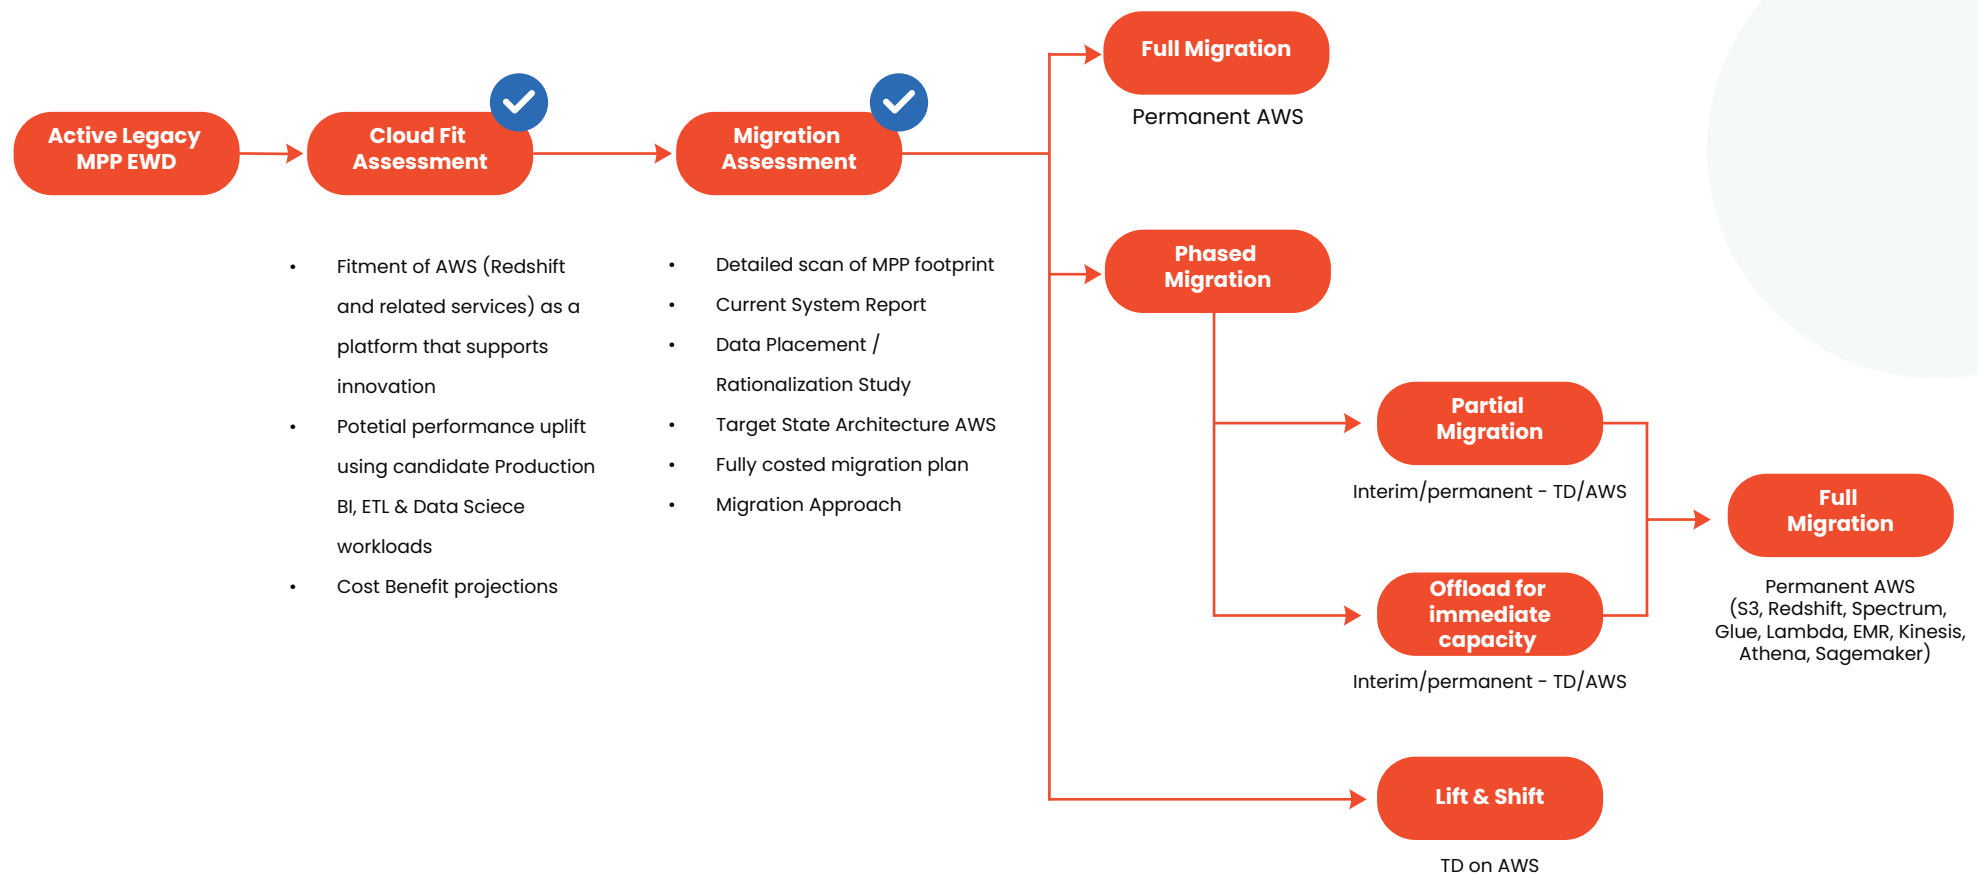 Active Legacy
MPP EWD
Cloud Fit
Assessment
• Fitment of AWS (Redshift
and related services) as a
platform that supports
innovation
• Potetial performance uplift
using candidate Production
BI, ETL & Data Sciece
workloads
• Cost Benefit projections
Migration
Assessment
• Detailed scan of MPP footprint
• Current System Report
• Data Placement /
Rationalization Study
• Target State Architecture AWS
• Fully costed migration plan
• Migration Approach
Full Migration
Permanent AWS
Phased
Migration
Partial
Migration
Interim/permanent - TD/AWS
Offload for
immediate
capacity
Interim/permanent - TD/AWS
Full
Migration
Permanent AWS
(S3, Redshift, Spectrum,
Glue, Lambda, EMR, Kinesis,
Athena, Sagemaker)
Lift & Shift
TD on AWS